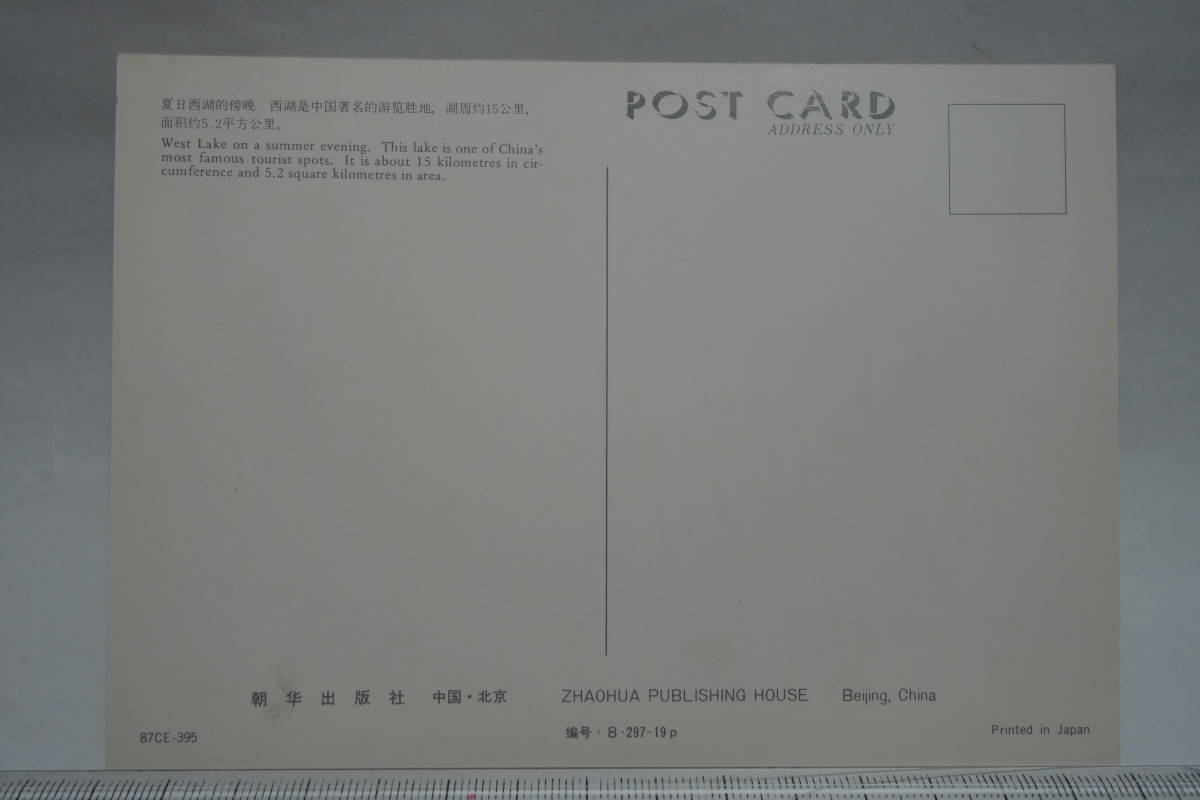 夏日西湖的傍晚　西湖是中国著名的游览胜地，湖周约15公里，
面积约5.2平方公里。
West Lake on a summer evening. This lake is one of China's
most famous tourist spots. It is about 15 kilometres in cir-
cumference and 5.2 square kilometres in area.
POST CARD
ADDRESS ONLY
朝华出版社 中国·北京 ZHAOHUA PUBLISHING HOUSE Beijing, China
87CE-395
编号：8·297-19p
Printed in Japan